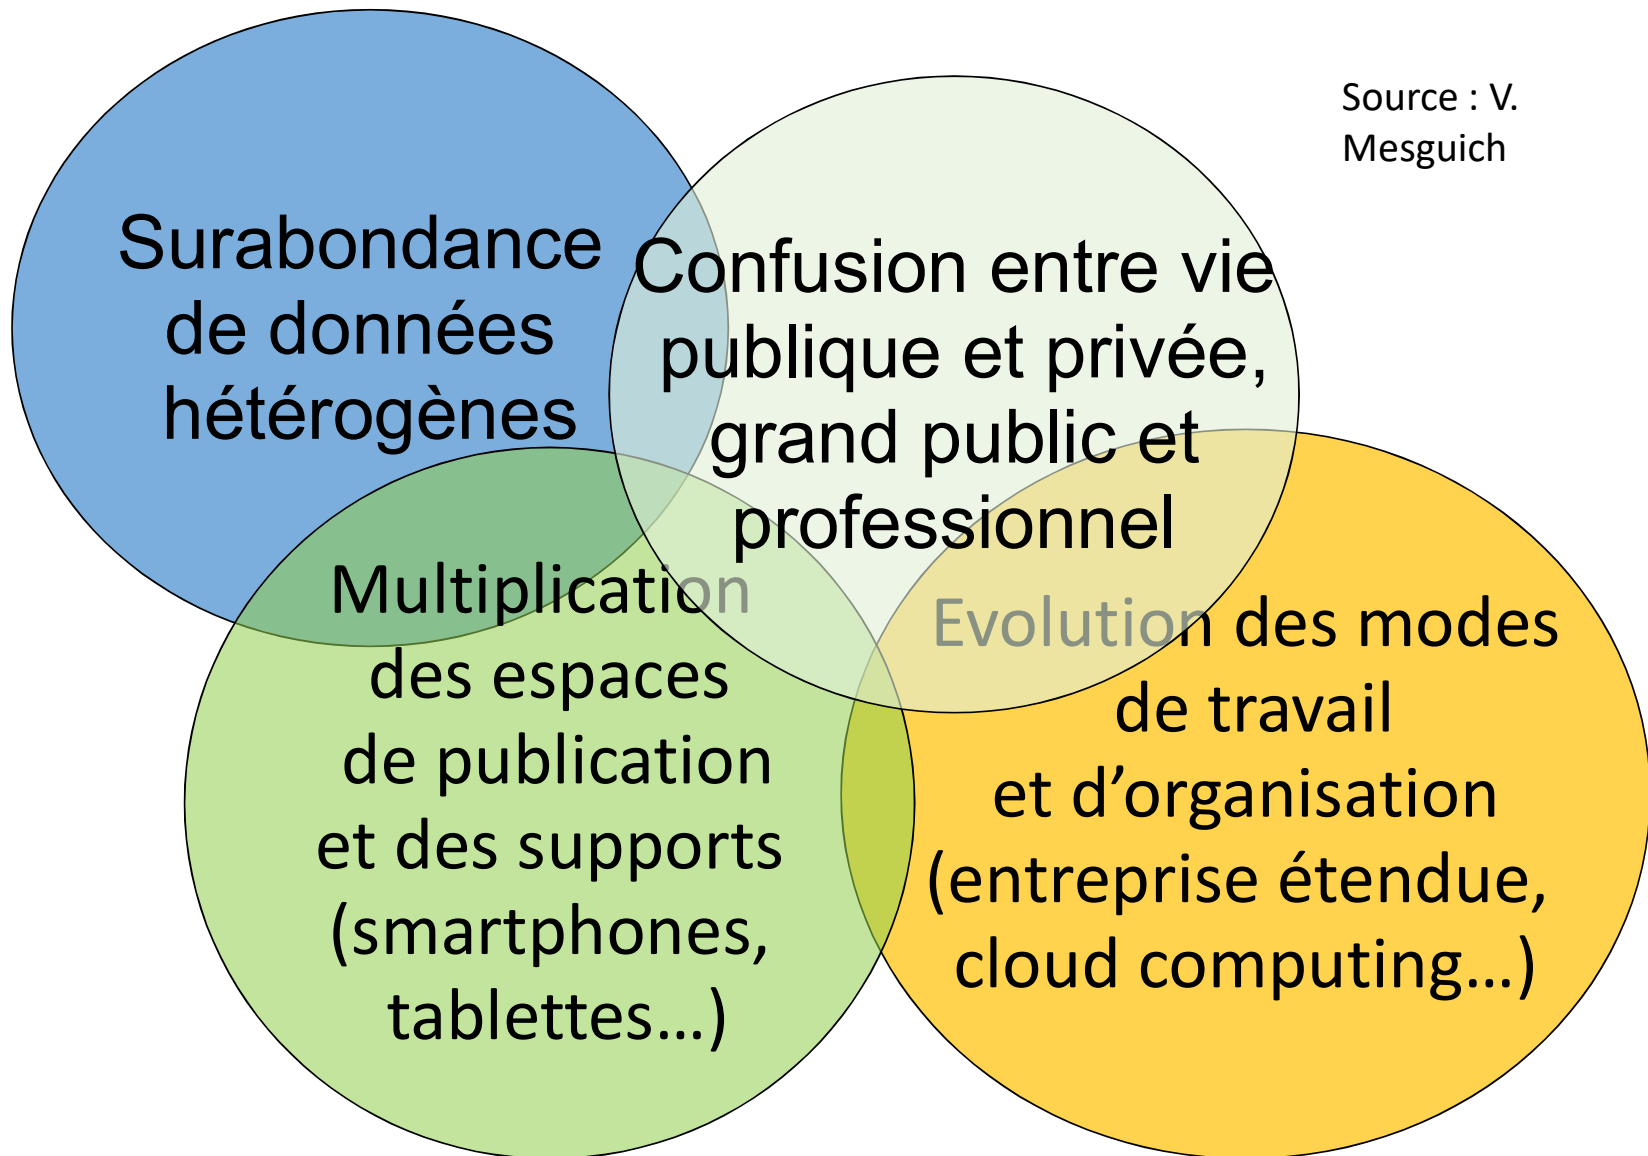 Source : V.
Mesguich
Surabondance
de données
hétérogènes
Confusion entre vie
publique et privée,
grand public et
professionnel
Multiplication
des espaces
de publication
et des supports
(smartphones,
tablettes…)
Evolution des modes
de travail
et d’organisation
(entreprise étendue,
cloud computing…)